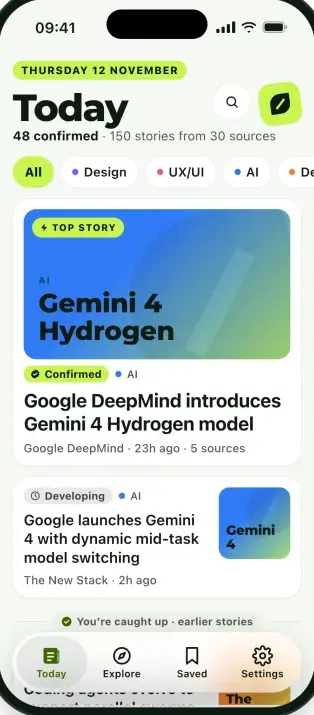 09:41
THURSDAY 12 NOVEMBER
Today
48 confirmed · 150 stories from 30 sources
All
Design
UX/UI
AI
De
TOP STORY
AI
Gemini 4
Hydrogen
Confirmed
AI
Google DeepMind introduces
Gemini 4 Hydrogen model
Google DeepMind · 23h ago · 5 sources
Developing
AI
Google launches Gemini
4 with dynamic mid-task
model switching
The New Stack · 2h ago
Gemini
4
You're caught up · earlier stories
Today
Explore
Saved
Settings
The